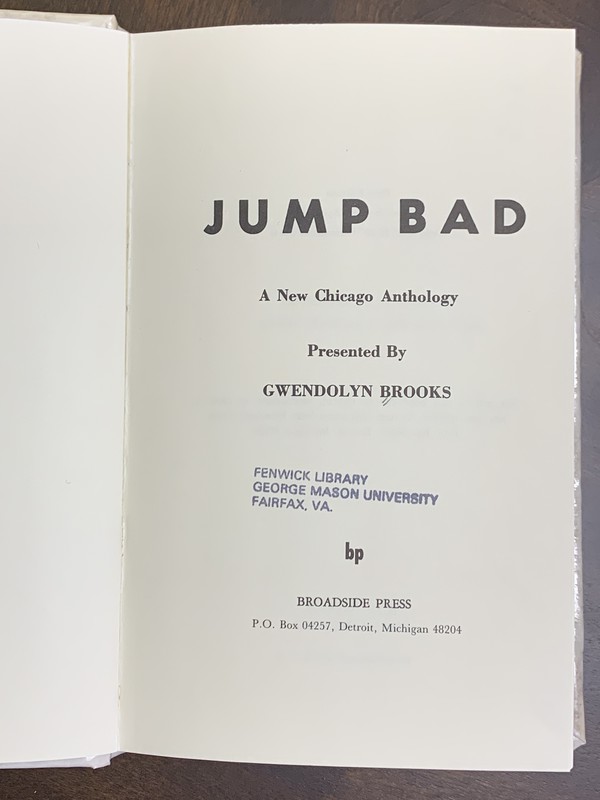 JUMP BAD
A New Chicago Anthology
Presented By
GWENDOLYN BROOKS
FENWICK LIBRARY
GEORGE MASON UNIVERSITY
FAIRFAX, VA.
bp
BROADSIDE PRESS
P.O. Box 04257, Detroit, Michigan 48204